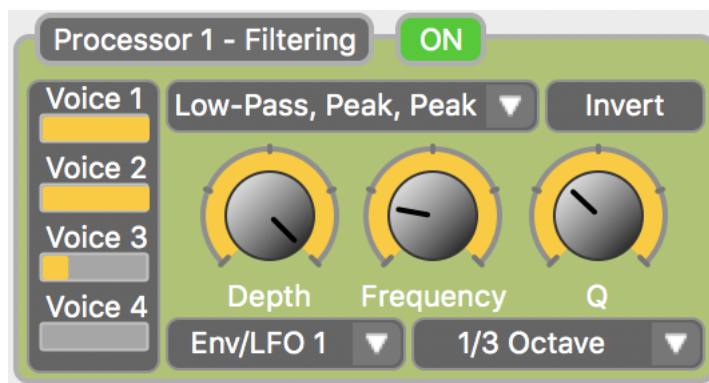 Processor 1 - Filtering
ON
Voice 1
Voice 2
Voice 3
Voice 4
Low-Pass, Peak, Peak
Invert
Depth
Frequency
Q
Env/LFO 1
1/3 Octave